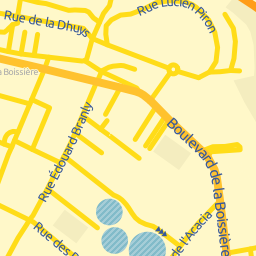 Rue Lucien Piron
Rue de la Dhuys
Boissière
Rue Édouard Branly
Boulevard de la Boissière
de l'Acacia
Rue des